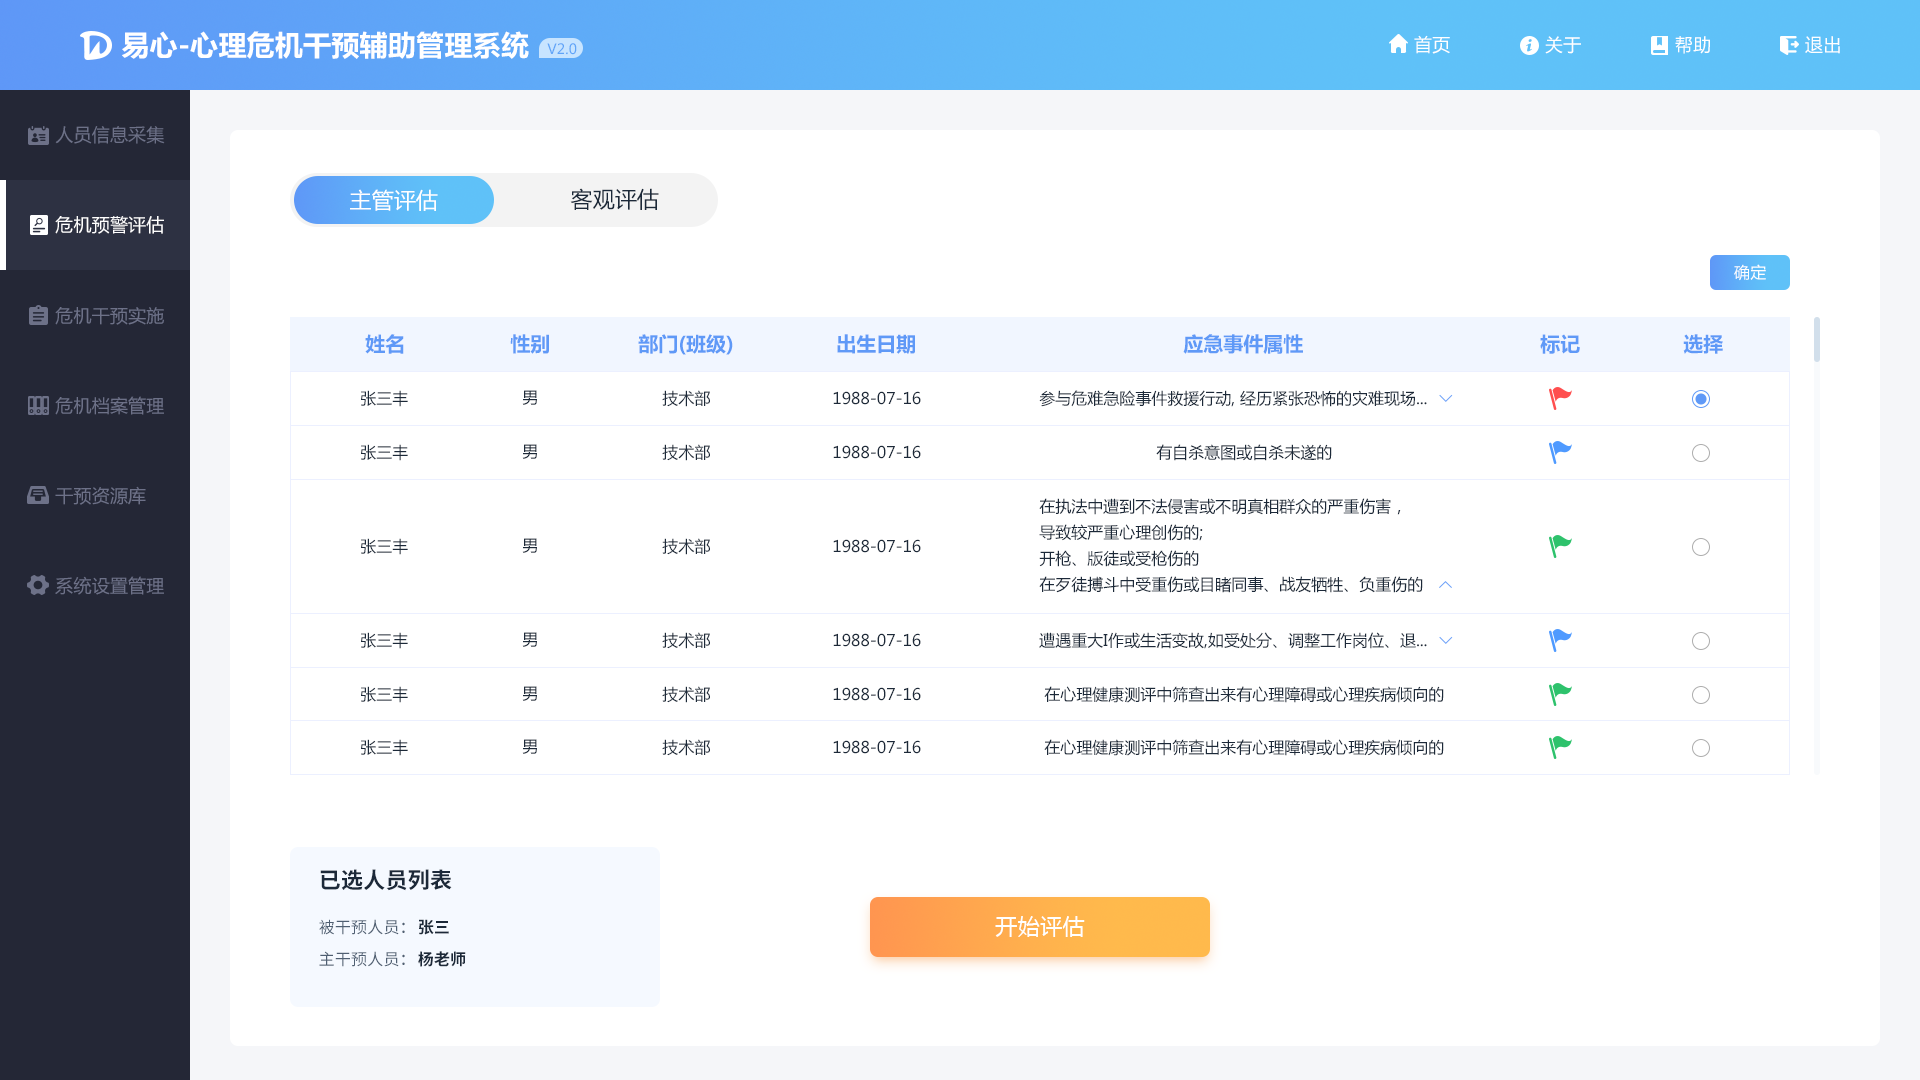 易心-心理危机干预辅助管理系统 V2.0
首页
关于
帮助
退出
人员信息采集
危机预警评估
危机干预实施
危机档案管理
干预资源库
系统设置管理
主管评估
客观评估
确定
姓名 性别 部门(班级) 出生日期 应急事件属性 标记 选择
张三丰 男 技术部 1988-07-16 参与危难急险事件救援行动, 经历紧张恐怖的灾难现场...
张三丰 男 技术部 1988-07-16 有自杀意图或自杀未遂的
张三丰 男 技术部 1988-07-16
在执法中遭到不法侵害或不明真相群众的严重伤害，
导致较严重心理创伤的;
开枪、版徒或受枪伤的
在歹徒搏斗中受重伤或目睹同事、战友牺牲、负重伤的
张三丰 男 技术部 1988-07-16 遭遇重大I作或生活变故,如受处分、调整工作岗位、退...
张三丰 男 技术部 1988-07-16 在心理健康测评中筛查出来有心理障碍或心理疾病倾向的
张三丰 男 技术部 1988-07-16 在心理健康测评中筛查出来有心理障碍或心理疾病倾向的
已选人员列表
被干预人员：张三
主干预人员：杨老师
开始评估